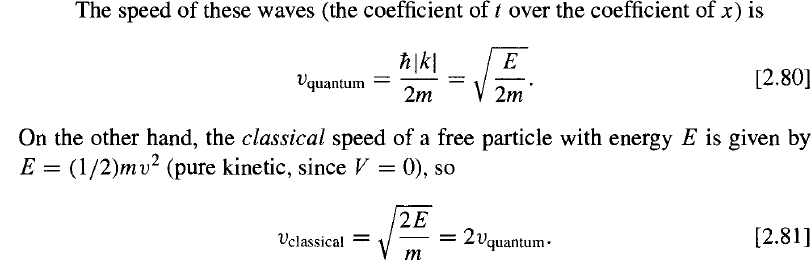 The speed of these waves (the coefficient of t over the coefficient of x) is
v_quantum = ħ|k|/2m = √(E/2m). [2.80]
On the other hand, the classical speed of a free particle with energy E is given by
E = (1/2)mv² (pure kinetic, since V = 0), so
v_classical = √(2E/m) = 2v_quantum. [2.81]